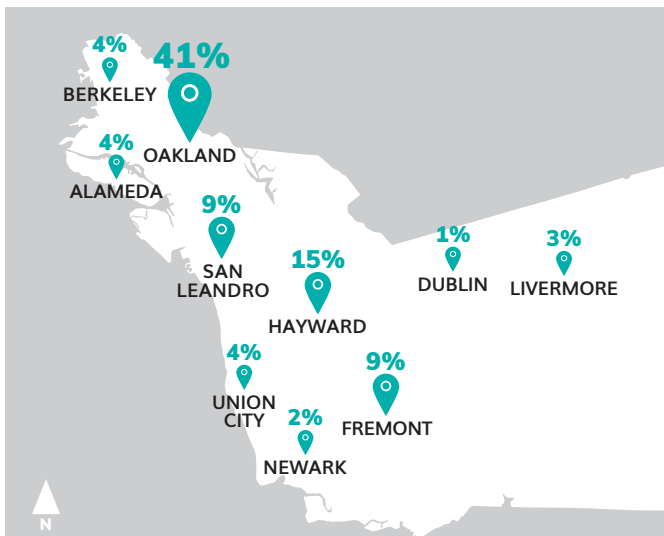 4%
BERKELEY
41%
OAKLAND
4%
ALAMEDA
9%
SAN
LEANDRO
15%
HAYWARD
1%
DUBLIN
3%
LIVERMORE
4%
UNION
CITY
2%
NEWARK
9%
FREMONT
N